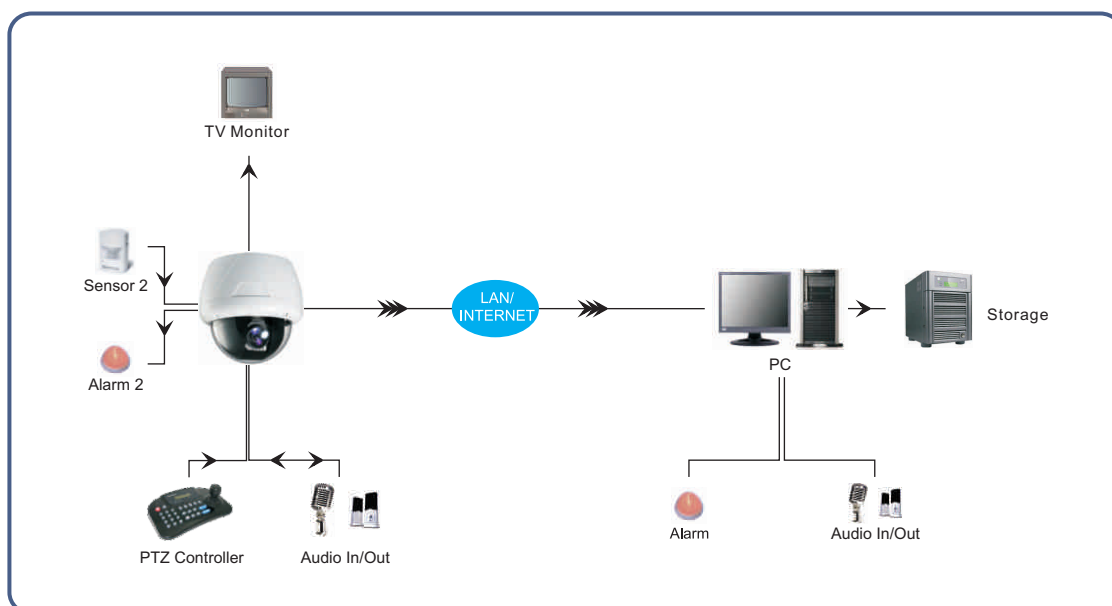 TV Monitor
Sensor 2
Alarm 2
LAN/
INTERNET
PC
Storage
PTZ Controller
Audio In/Out
Alarm
Audio In/Out